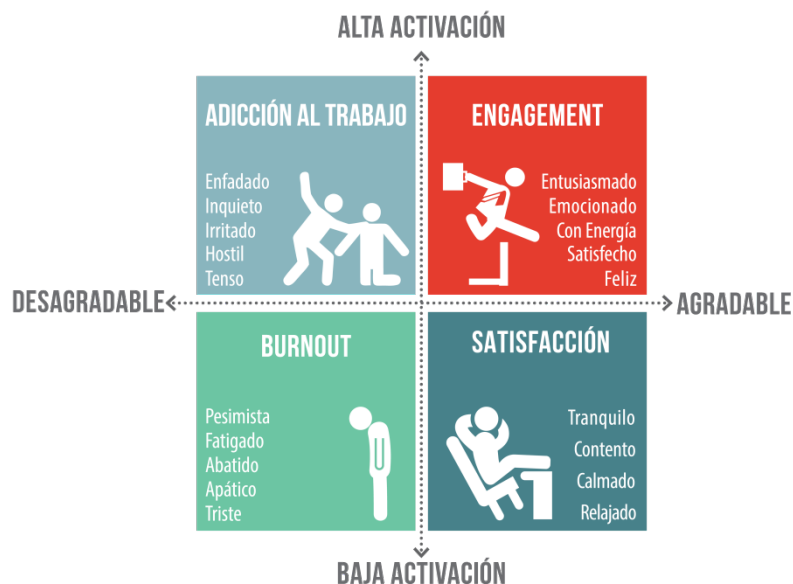 ALTA ACTIVACIÓN
ADICCIÓN AL TRABAJO
Enfadado
Inquieto
Irritado
Hostil
Tenso
ENGAGEMENT
Entusiasmado
Emocionado
Con Energía
Satisfecho
Feliz
DESAGRADABLE
AGRADABLE
BURNOUT
Pesimista
Fatigado
Abatido
Apático
Triste
SATISFACCIÓN
Tranquilo
Contento
Calmado
Relajado
BAJA ACTIVACIÓN